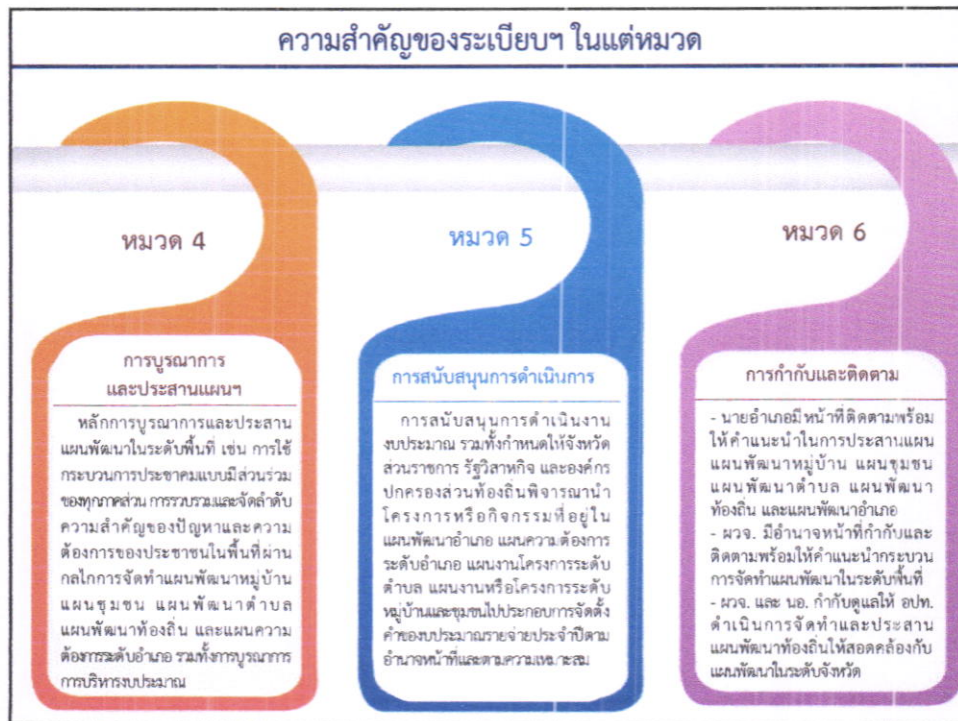 ความสำคัญของระเบียบฯ ในแต่หมวด
หมวด 4
การบูรณาการ
และประสานแผนฯ
หลักการบูรณาการและประสาน
แผนพัฒนาในระดับพื้นที่ เช่น การใช้
กระบวนการประชาคมแบบมีส่วนร่วม
ของทุกภาคส่วน การรวบรวมและจัดลำดับ
ความสำคัญของปัญหาและความ
ต้องการของประชาชนในพื้นที่ผ่าน
กลไกการจัดทำแผนพัฒนาหมู่บ้าน
แผนชุมชน แผนพัฒนาตำบล
แผนพัฒนาท้องถิ่น และแผนความ
ต้องการระดับอำเภอ รวมทั้งการบูรณาการ
การบริหารงบประมาณ
หมวด 5
การสนับสนุนการดำเนินการ
การสนับสนุนการดำเนินงาน
งบประมาณ รวมทั้งกำหนดให้จังหวัด
ส่วนราชการ รัฐวิสาหกิจ และองค์กร
ปกครองส่วนท้องถิ่นพิจารณานำ
โครงการหรือกิจกรรมที่อยู่ใน
แผนพัฒนาอำเภอ แผนความต้องการ
ระดับอำเภอ แผนงานโครงการระดับ
ตำบล แผนงานหรือโครงการระดับ
หมู่บ้านและชุมชนไปประกอบการจัดตั้ง
คำของบประมาณรายจ่ายประจำปีตาม
อำนาจหน้าที่และตามความเหมาะสม
หมวด 6
การกำกับและติดตาม
- นายอำเภอมีหน้าที่ติดตามพร้อม
ให้คำแนะนำในการประสานแผน
แผนพัฒนาหมู่บ้าน แผนชุมชน
แผนพัฒนาตำบล แผนพัฒนา
ท้องถิ่น และแผนพัฒนาอำเภอ
- ผวจ. มีอำนาจหน้าที่กำกับและ
ติดตามพร้อมให้คำแนะนำกระบวน
การจัดทำแผนพัฒนาในระดับพื้นที่
- ผวจ. และ นอ. กำกับดูแลให้ อปท.
ดำเนินการจัดทำและประสาน
แผนพัฒนาท้องถิ่นให้สอดคล้องกับ
แผนพัฒนาในระดับจังหวัด